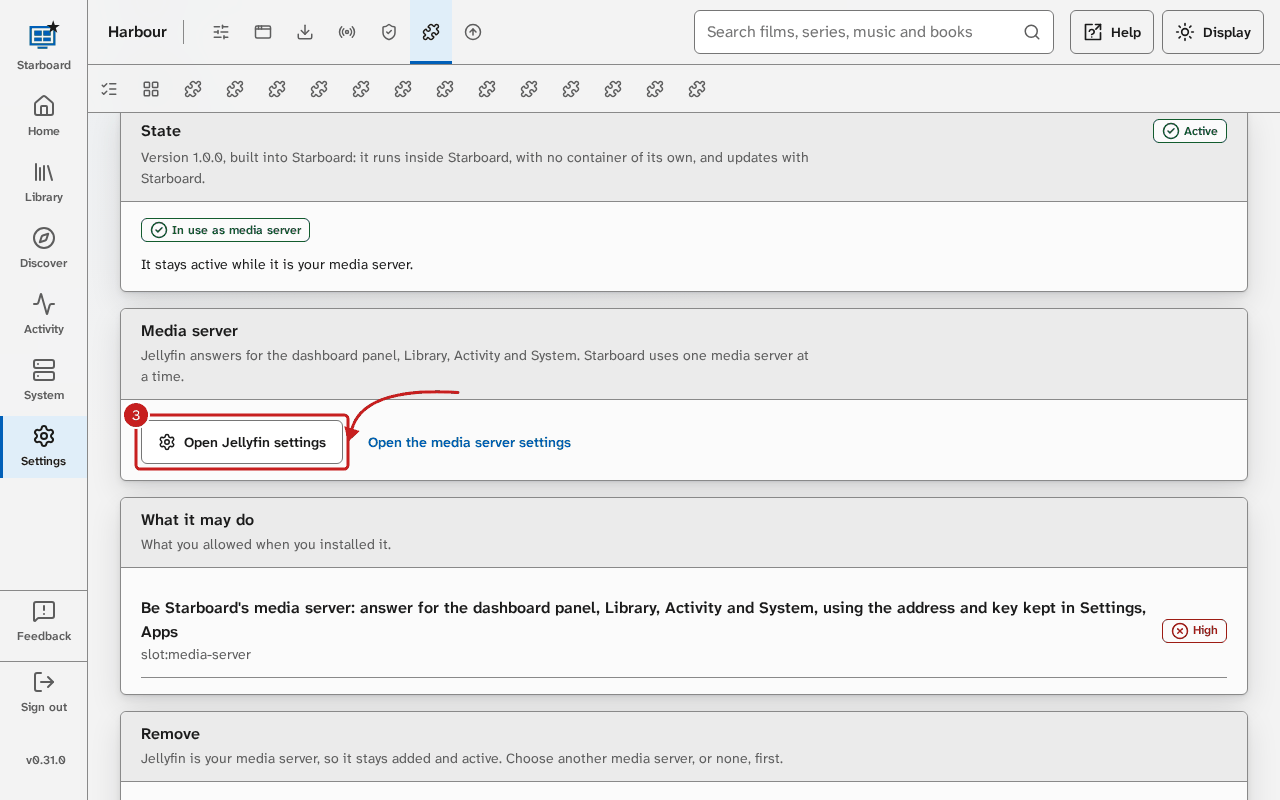 Starboard
Home
Library
Discover
Activity
System
Settings
Feedback
Sign out
v0.31.0
Harbour
Search films, series, music and books
Help
Display
State
Active
Version 1.0.0, built into Starboard: it runs inside Starboard, with no container of its own, and updates with
Starboard.
In use as media server
It stays active while it is your media server.
Media server
Jellyfin answers for the dashboard panel, Library, Activity and System. Starboard uses one media server at
a time.
3
Open Jellyfin settings
Open the media server settings
What it may do
What you allowed when you installed it.
Be Starboard's media server: answer for the dashboard panel, Library, Activity and System, using the address and key kept in Settings,
Apps
High
slot:media-server
Remove
Jellyfin is your media server, so it stays added and active. Choose another media server, or none, first.